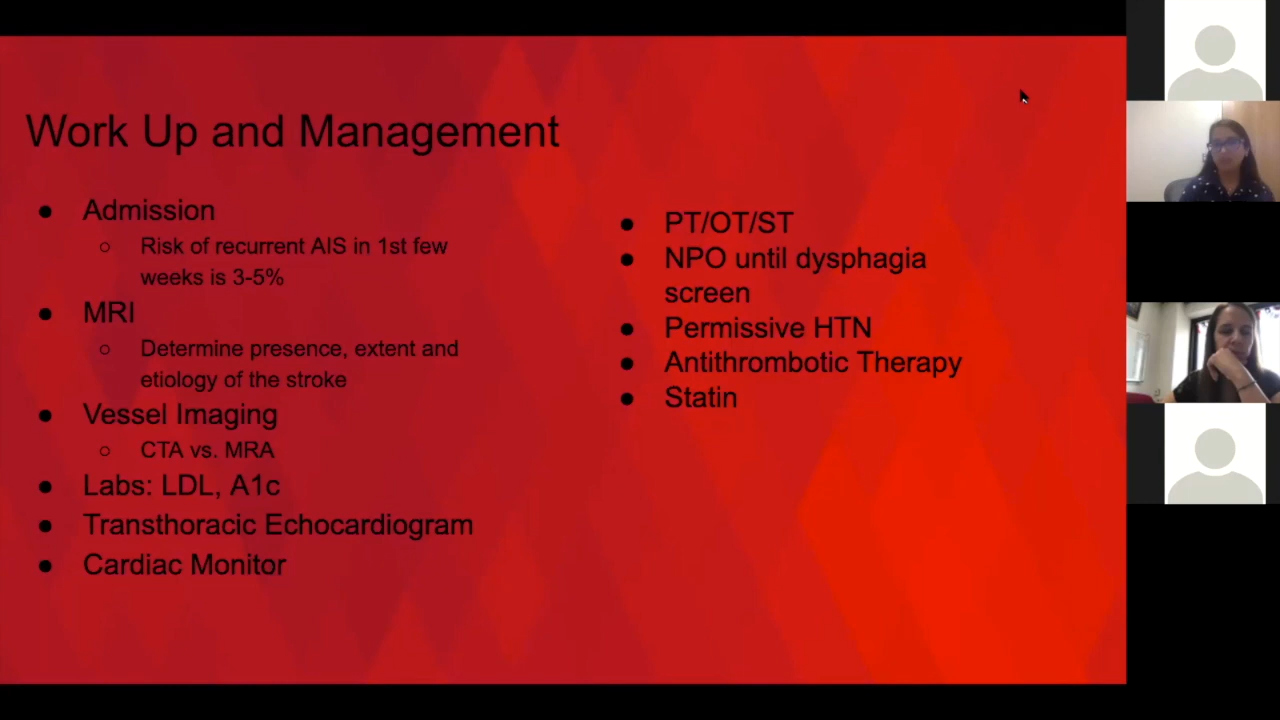 Work Up and Management
● Admission
○ Risk of recurrent AIS in 1st few
weeks is 3-5%
● MRI
○ Determine presence, extent and
etiology of the stroke
● Vessel Imaging
○ CTA vs. MRA
● Labs: LDL, A1c
● Transthoracic Echocardiogram
● Cardiac Monitor
● PT/OT/ST
● NPO until dysphagia
screen
● Permissive HTN
● Antithrombotic Therapy
● Statin